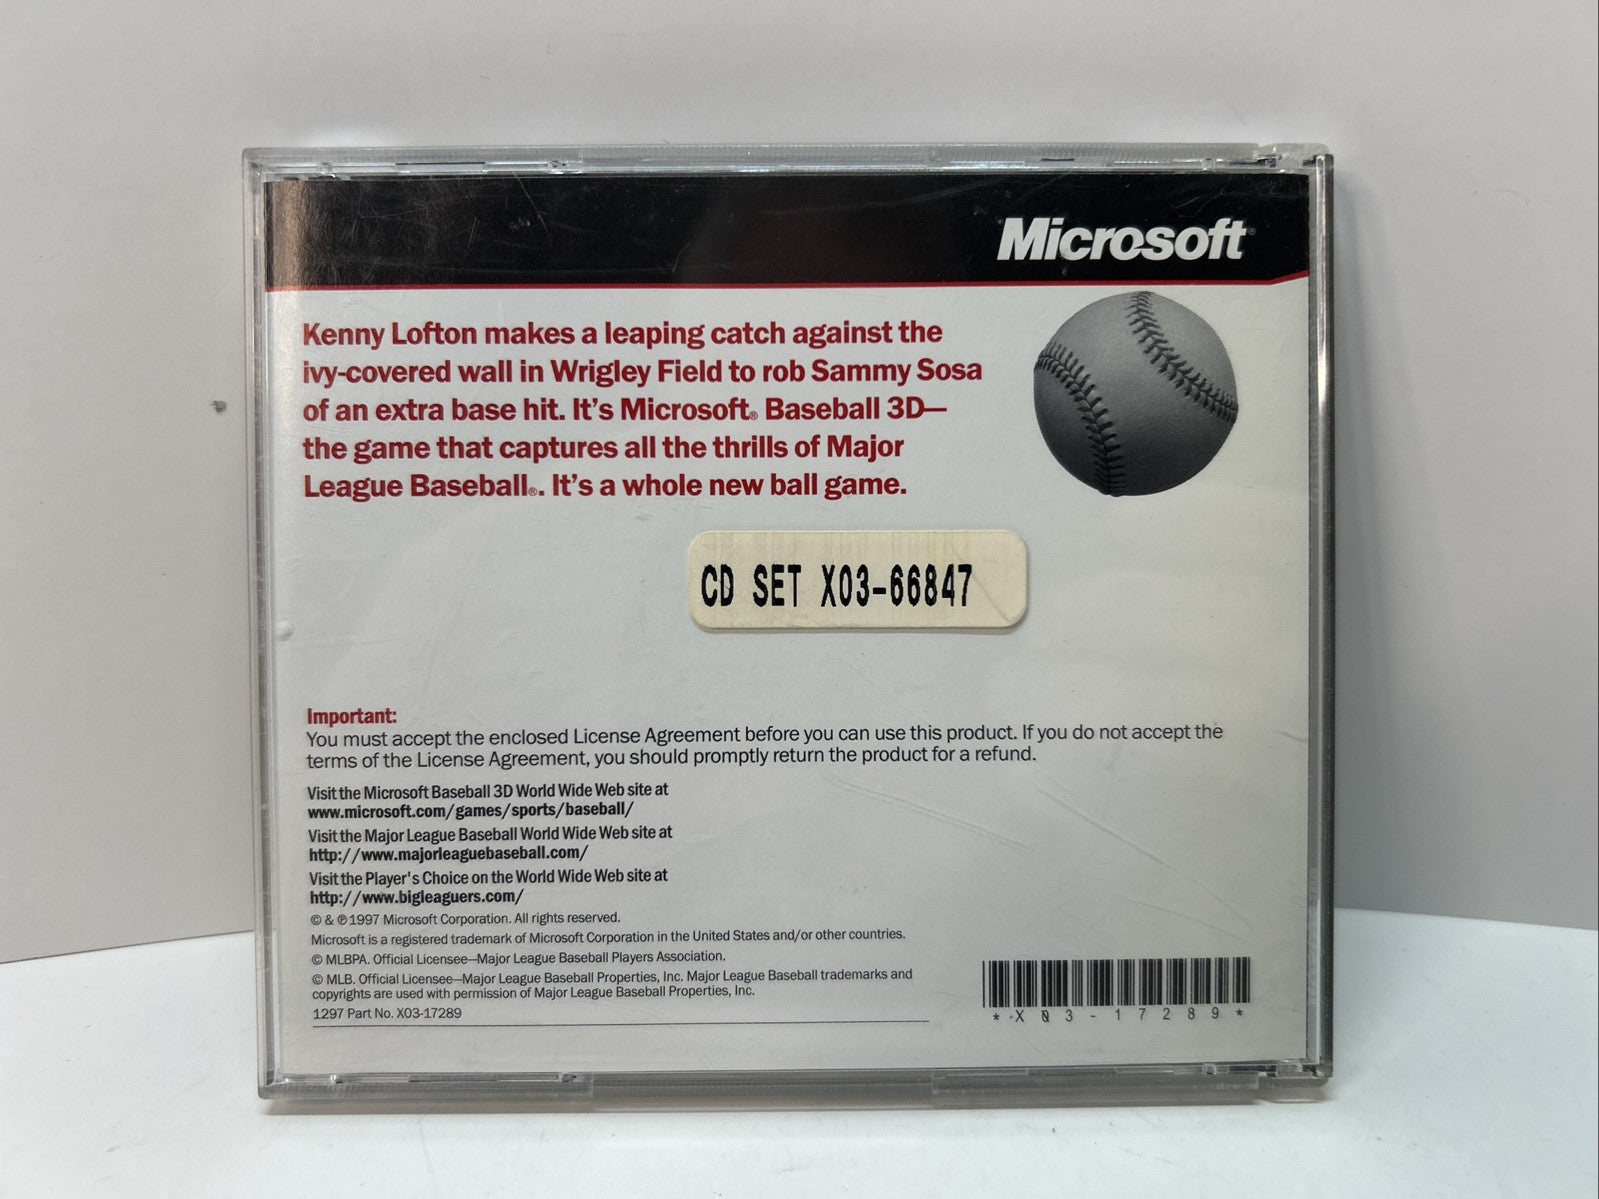 Microsoft®
Kenny Lofton makes a leaping catch against the
ivy-covered wall in Wrigley Field to rob Sammy Sosa
of an extra base hit. It's Microsoft® Baseball 3D—
the game that captures all the thrills of Major
League Baseball®. It's a whole new ball game.
CD SET X03-66847
Important:
You must accept the enclosed License Agreement before you can use this product. If you do not accept the
terms of the License Agreement, you should promptly return the product for a refund.
Visit the Microsoft Baseball 3D World Wide Web site at
www.microsoft.com/games/sports/baseball/
Visit the Major League Baseball World Wide Web site at
http://www.majorleaguebaseball.com/
Visit the Player's Choice on the World Wide Web site at
http://www.bigleaguers.com/
© & ℗ 1997 Microsoft Corporation. All rights reserved.
Microsoft is a registered trademark of Microsoft Corporation in the United States and/or other countries.
© MLBPA. Official Licensee—Major League Baseball Players Association.
© MLB. Official Licensee—Major League Baseball Properties, Inc. Major League Baseball trademarks and
copyrights are used with permission of Major League Baseball Properties, Inc.
1297 Part No. X03-17289
*X03-17289*